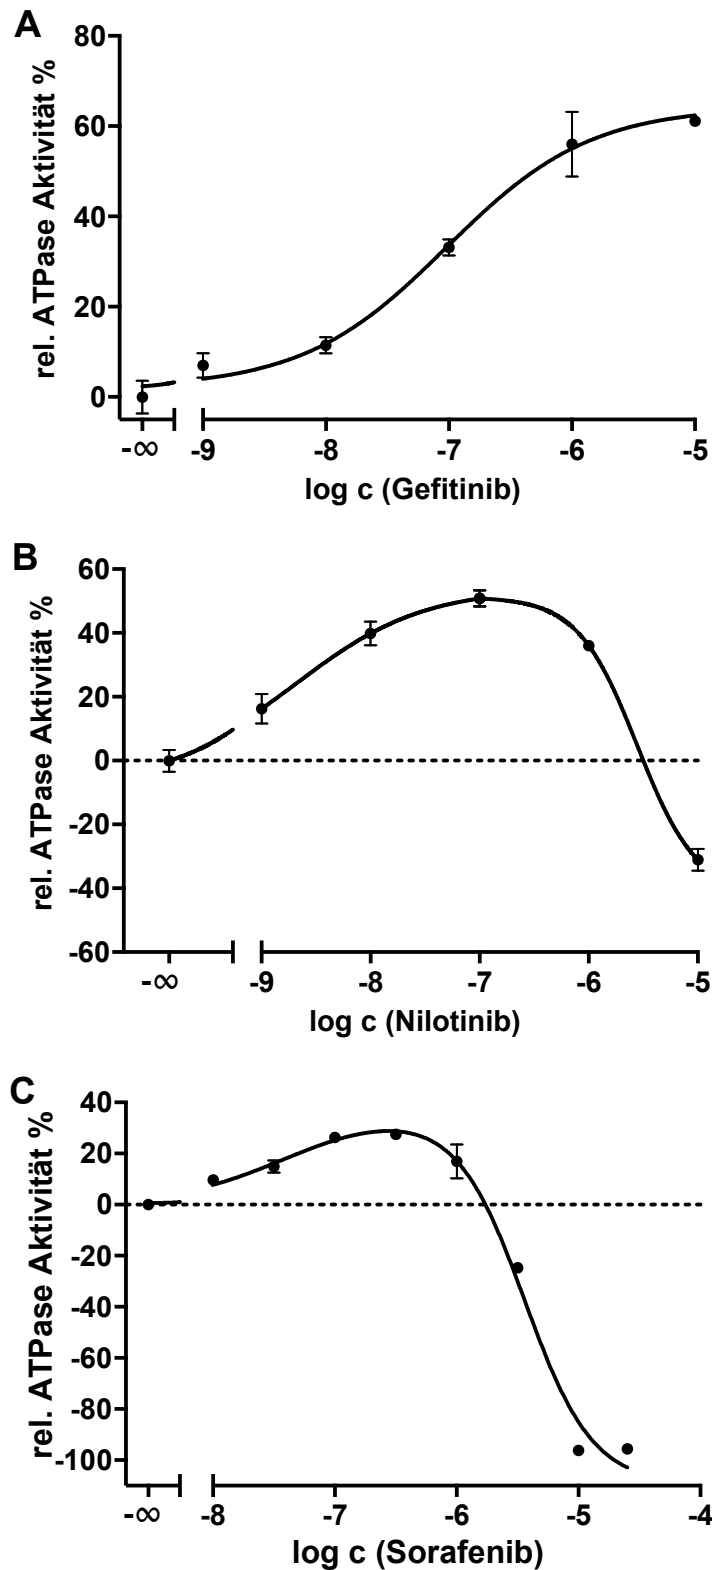 A
rel. ATPase Aktivität %
80
60
40
20
0
-∞ -9 -8 -7 -6 -5
log c (Gefitinib)
B
rel. ATPase Aktivität %
60
40
20
0
-20
-40
-60
-∞ -9 -8 -7 -6 -5
log c (Nilotinib)
C
rel. ATPase Aktivität %
40
20
0
-20
-40
-60
-80
-100
-∞ -8 -7 -6 -5 -4
log c (Sorafenib)